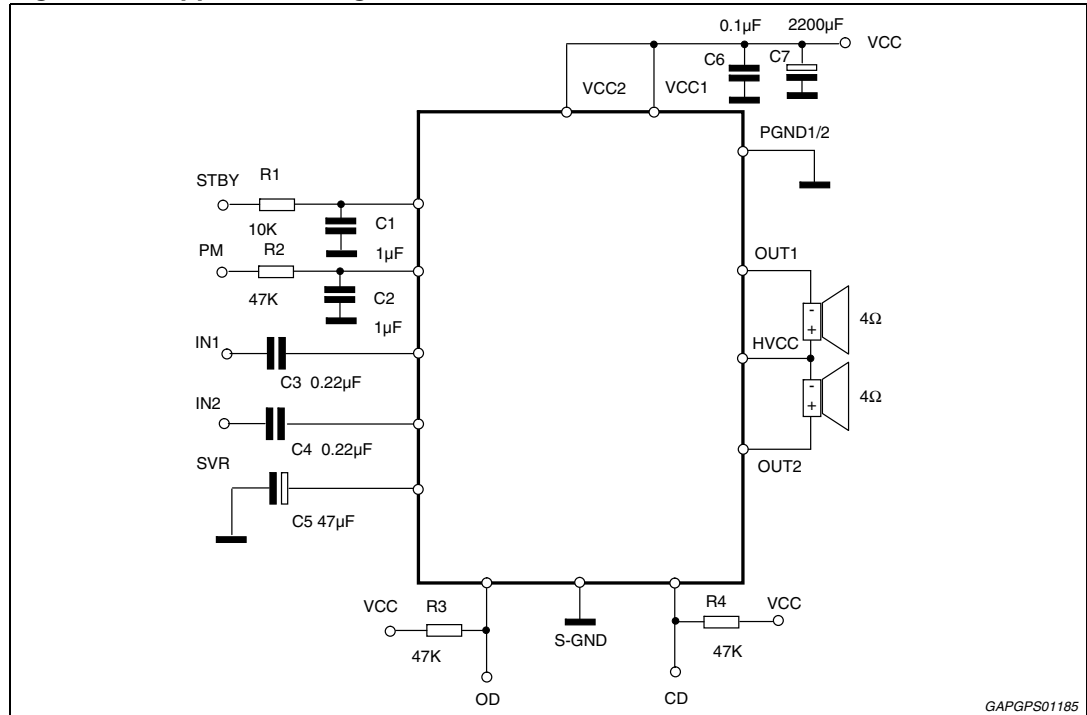 0.1µF
2200µF
C6
C7
VCC
VCC2
VCC1
PGND1/2
STBY
R1
10K
C1
1µF
PM
R2
47K
C2
1µF
OUT1
-
+
4Ω
HVCC
-
+
4Ω
OUT2
IN1
C3 0.22µF
IN2
C4 0.22µF
SVR
C5 47µF
VCC
R3
47K
OD
S-GND
R4
VCC
47K
CD
GAPGPS01185